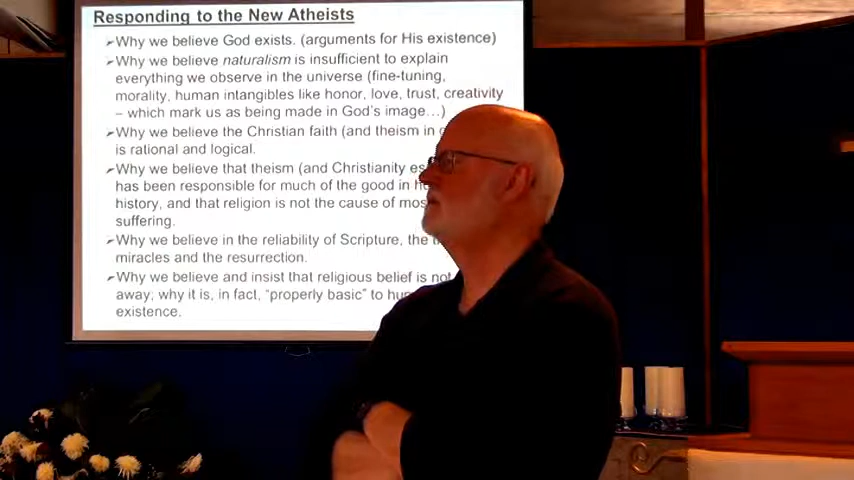 Responding to the New Atheists
➢Why we believe God exists. (arguments for His existence)
➢Why we believe naturalism is insufficient to explain
everything we observe in the universe (fine-tuning,
morality, human intangibles like honor, love, trust, creativity
– which mark us as being made in God's image…)
➢Why we believe the Christian faith (and theism in
is rational and logical.
➢Why we believe that theism (and Christianity
has been responsible for much of the good in
history, and that religion is not the cause of
suffering.
➢Why we believe in the reliability of Scripture, the
miracles and the resurrection.
➢Why we believe and insist that religious belief is not
away; why it is, in fact, "properly basic" to
existence.